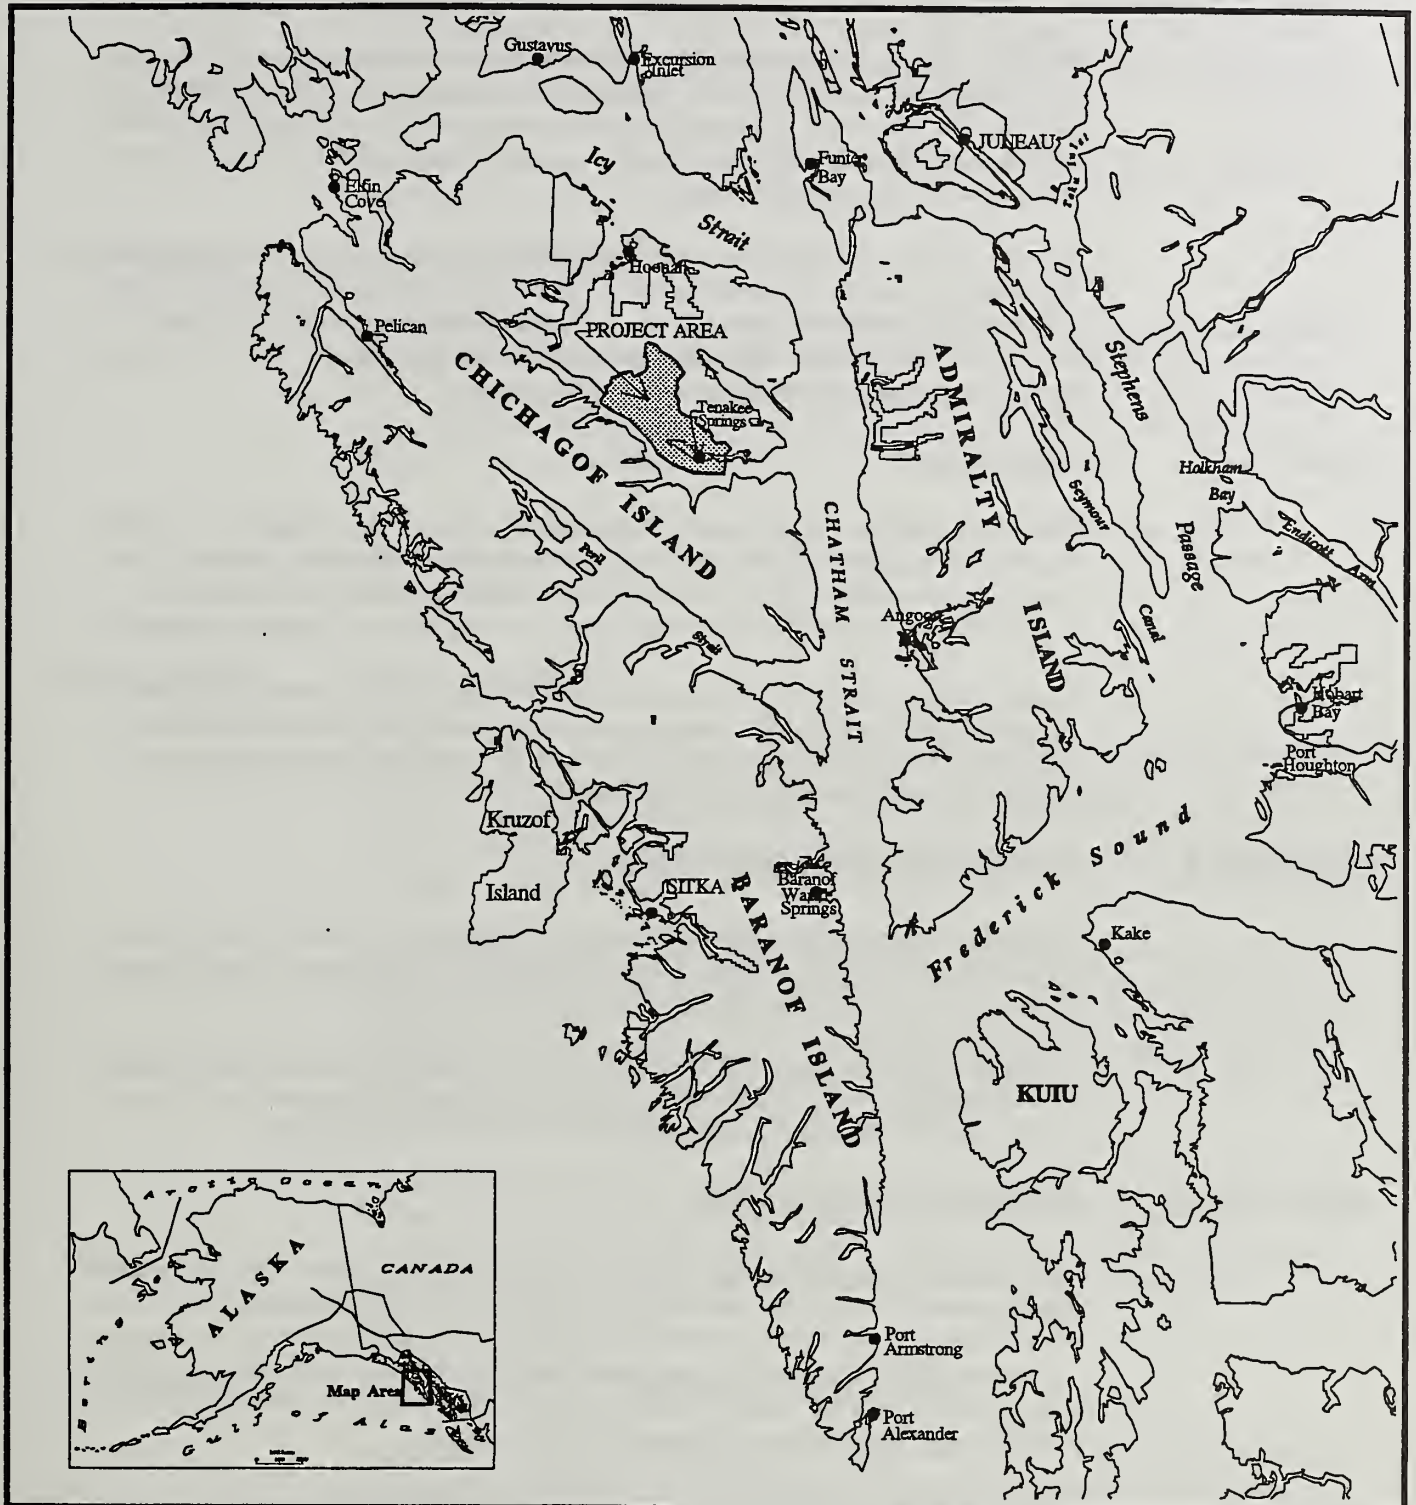 Gustavus
Excursion
Inlet
JUNEAU
Funter
Bay
Taku Inlet
Icy
Strait
Elfin
Cove
Hoonah
PROJECT AREA
Pelican
Tenakee
Springs
CHICHAGOF ISLAND
ADMIRALTY
ISLAND
Stephens
Passage
Seymour
Canal
Holkham
Bay
Endicott Arm
CHATHAM
STRAIT
Peril
Strait
Angoon
Hobart
Bay
Port
Houghton
Kruzof
Island
SITKA
Baranof
Warm
Springs
BARANOF ISLAND
Frederick Sound
Kake
KUIU
Port
Armstrong
Port
Alexander
Arctic Ocean
ALASKA
CANADA
Map Area
Gulf of Alas